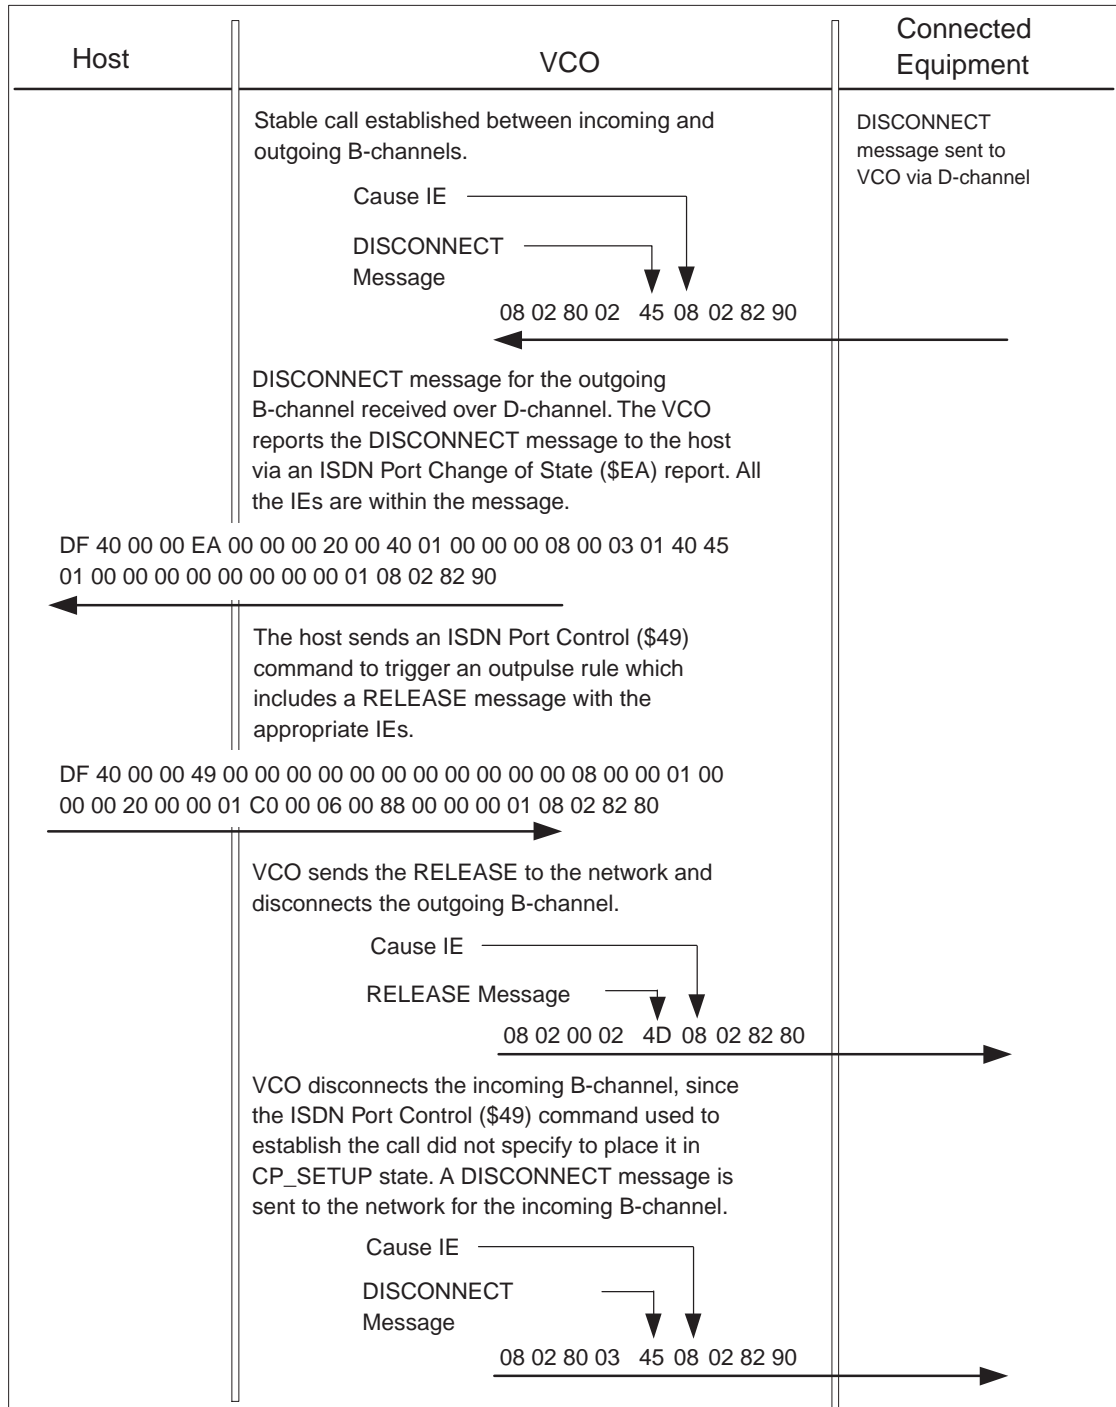 Host
VCO
Connected
Equipment
Stable call established between incoming and
outgoing B-channels.
DISCONNECT
message sent to
VCO via D-channel
Cause IE
DISCONNECT
Message
08 02 80 02 45 08 02 82 90
DISCONNECT message for the outgoing
B-channel received over D-channel. The VCO
reports the DISCONNECT message to the host
via an ISDN Port Change of State ($EA) report. All
the IEs are within the message.
DF 40 00 00 EA 00 00 00 20 00 40 01 00 00 00 08 00 03 01 40 45
01 00 00 00 00 00 00 00 00 01 08 02 82 90
The host sends an ISDN Port Control ($49)
command to trigger an outpulse rule which
includes a RELEASE message with the
appropriate IEs.
DF 40 00 00 49 00 00 00 00 00 00 00 00 00 00 00 08 00 00 01 00
00 00 20 00 00 01 C0 00 06 00 88 00 00 00 01 08 02 82 80
VCO sends the RELEASE to the network and
disconnects the outgoing B-channel.
Cause IE
RELEASE Message
08 02 00 02 4D 08 02 82 80
VCO disconnects the incoming B-channel, since
the ISDN Port Control ($49) command used to
establish the call did not specify to place it in
CP_SETUP state. A DISCONNECT message is
sent to the network for the incoming B-channel.
Cause IE
DISCONNECT
Message
08 02 80 03 45 08 02 82 90